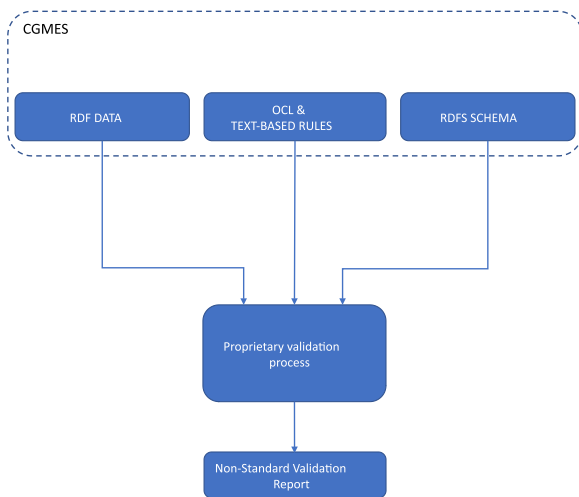 CGMES
RDF DATA
OCL &
TEXT-BASED RULES
RDFS SCHEMA
Proprietary validation
process
Non-Standard Validation
Report